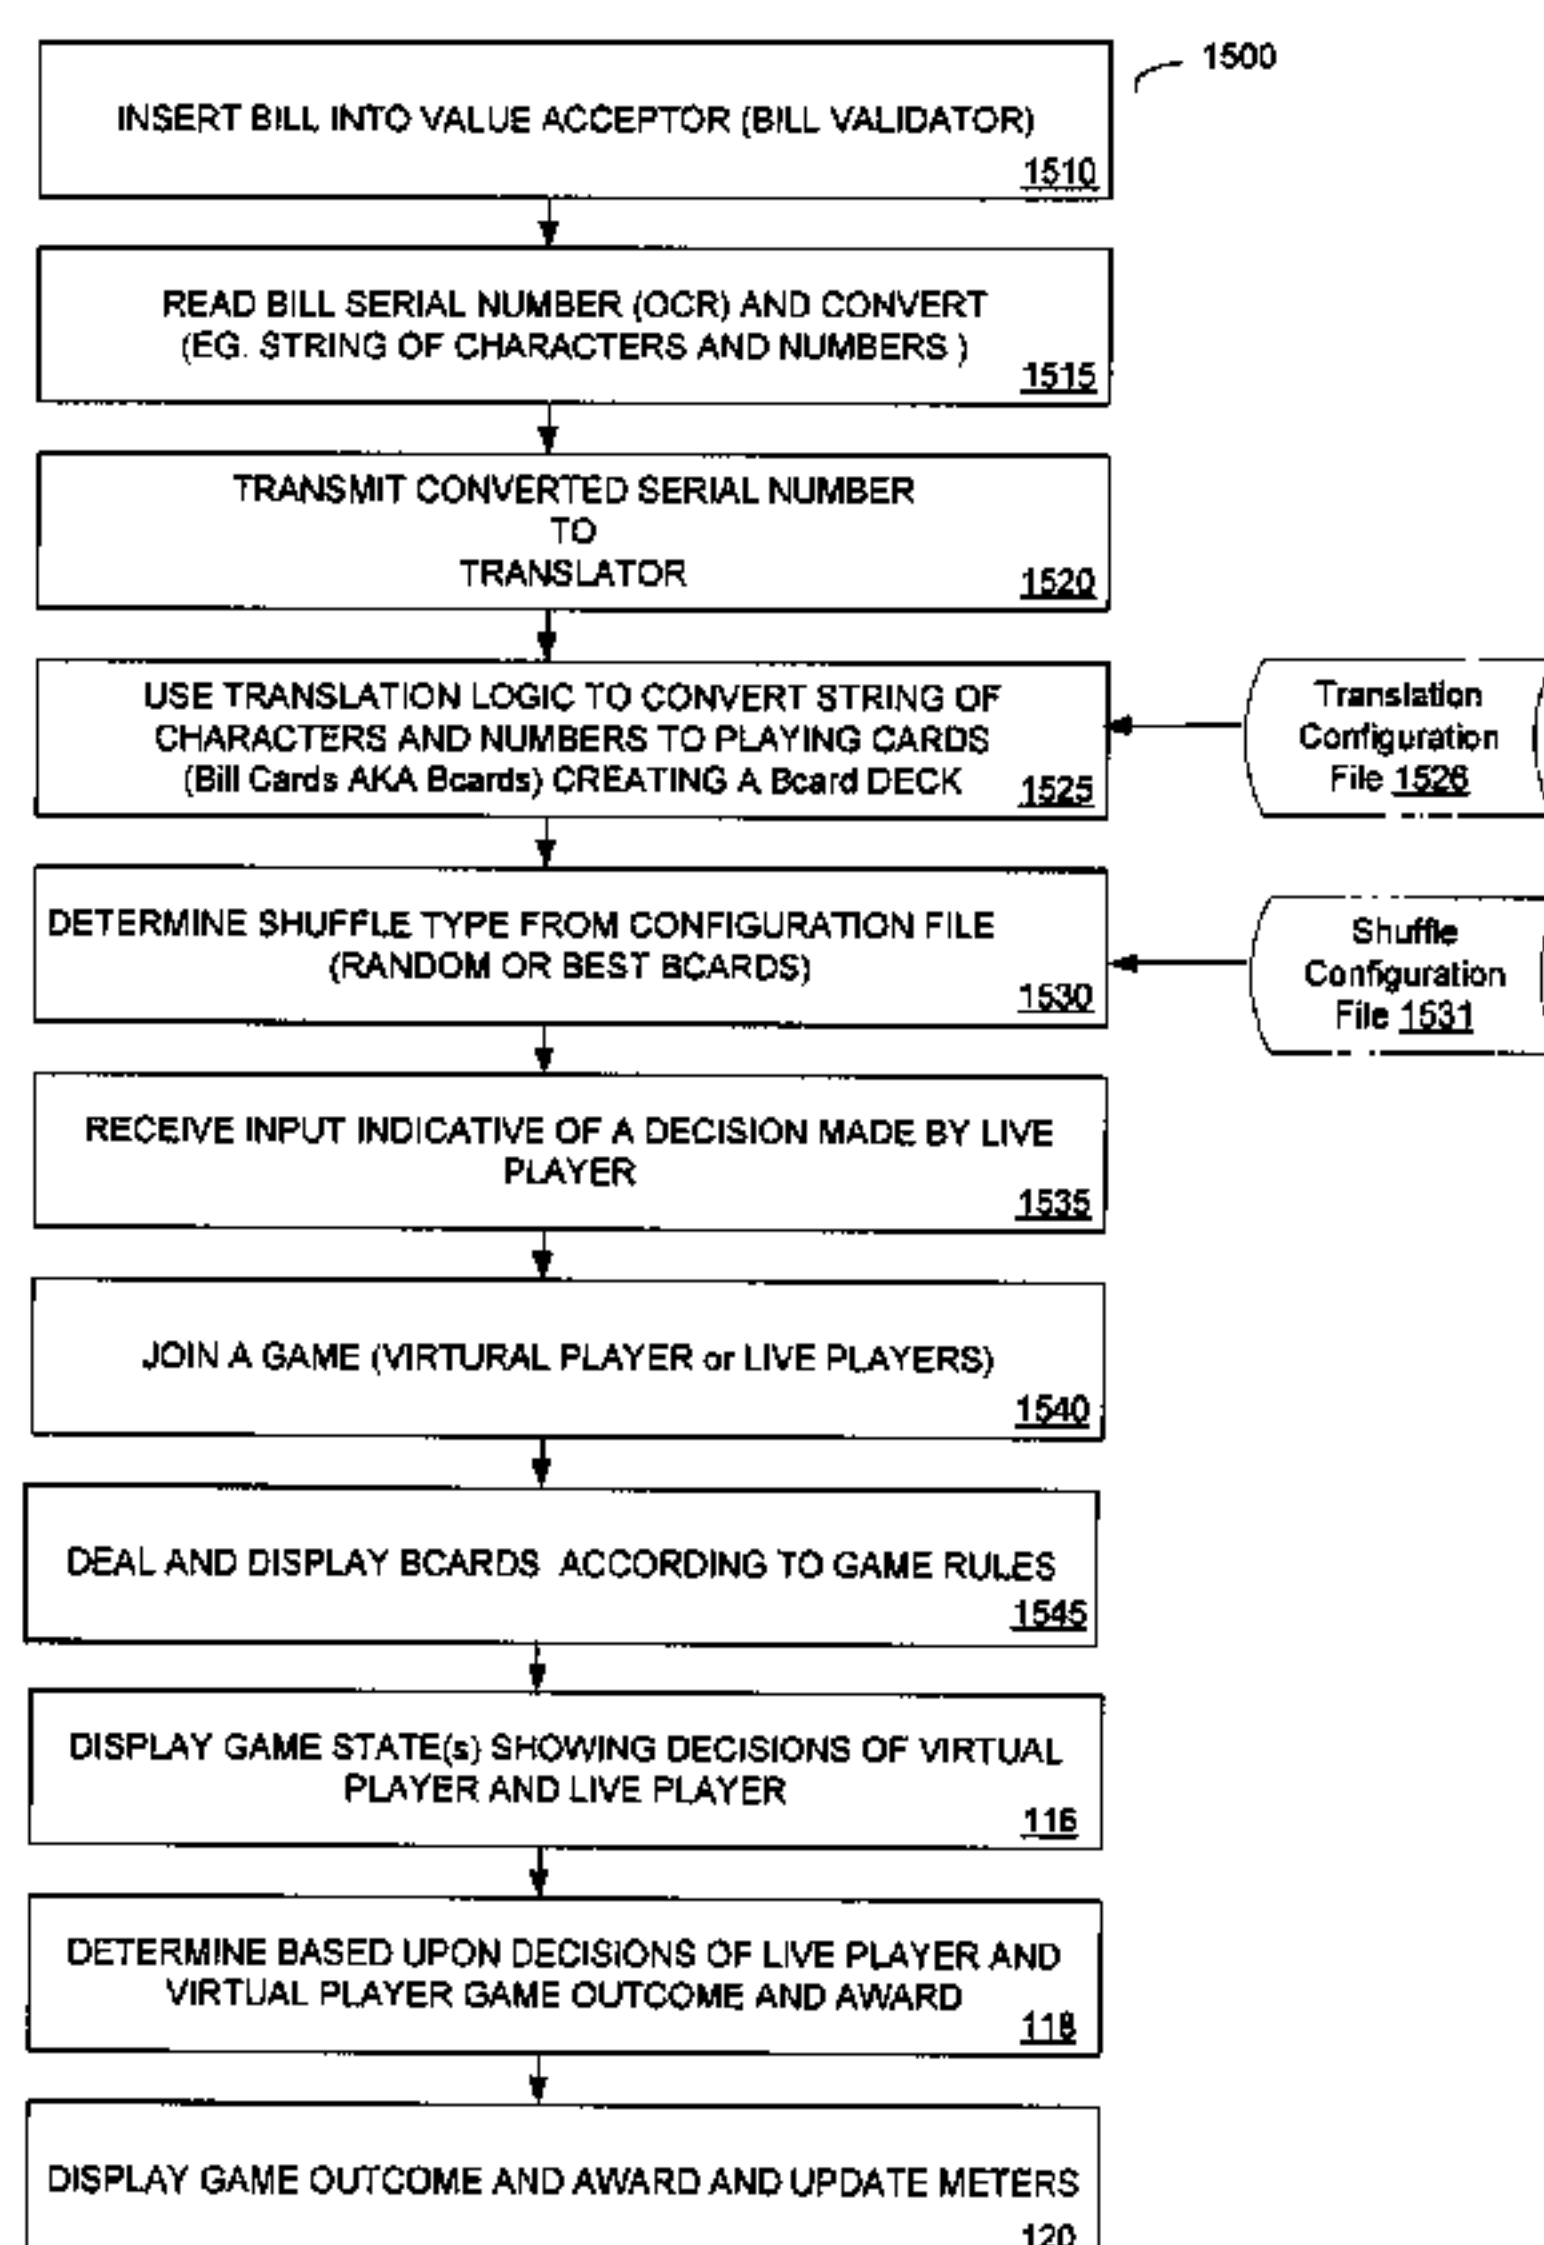 1500
INSERT BILL INTO VALUE ACCEPTOR (BILL VALIDATOR)
1510
READ BILL SERIAL NUMBER (OCR) AND CONVERT
(EG. STRING OF CHARACTERS AND NUMBERS )
1515
TRANSMIT CONVERTED SERIAL NUMBER
TO
TRANSLATOR
1520
USE TRANSLATION LOGIC TO CONVERT STRING OF
CHARACTERS AND NUMBERS TO PLAYING CARDS
(Bill Cards AKA Bcards) CREATING A Bcard DECK
1525
Translation
Configuration
File 1526
DETERMINE SHUFFLE TYPE FROM CONFIGURATION FILE
(RANDOM OR BEST BCARDS)
1530
Shuffle
Configuration
File 1531
RECEIVE INPUT INDICATIVE OF A DECISION MADE BY LIVE
PLAYER
1535
JOIN A GAME (VIRTURAL PLAYER or LIVE PLAYERS)
1540
DEAL AND DISPLAY BCARDS ACCORDING TO GAME RULES
1545
DISPLAY GAME STATE(s) SHOWING DECISIONS OF VIRTUAL
PLAYER AND LIVE PLAYER
116
DETERMINE BASED UPON DECISIONS OF LIVE PLAYER AND
VIRTUAL PLAYER GAME OUTCOME AND AWARD
118
DISPLAY GAME OUTCOME AND AWARD AND UPDATE METERS
120